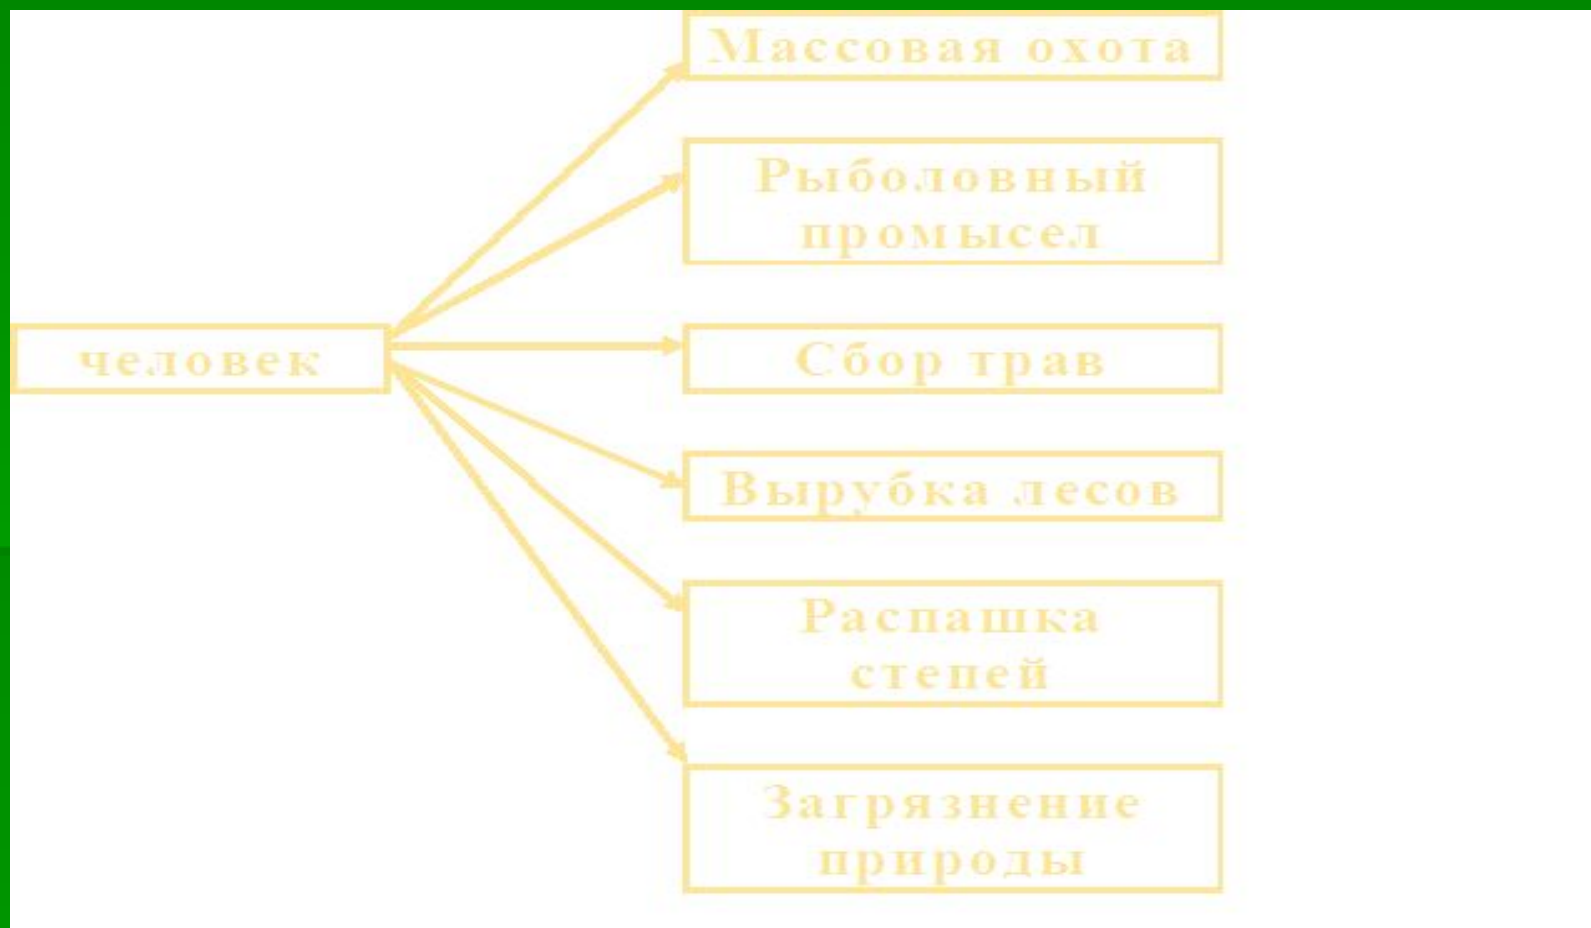 Массовая охота
Рыболовный
промысел
человек
Сбор трав
Вырубка лесов
Распашка
степей
Загрязнение
природы